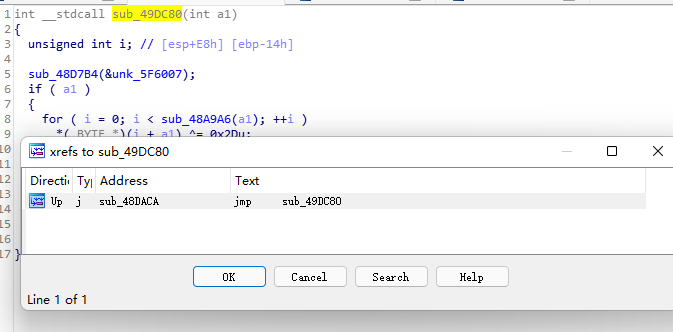 1 int __stdcall sub_49DC80(int a1)
2 {
3 unsigned int i; // [esp+E8h] [ebp-14h]
4
5 sub_48D7B4(&unk_5F6007);
6 if ( a1 )
7 {
8 for ( i = 0; i < sub_48A9A6(a1); ++i )
9 *(_BYTE *)(i + a1) ^= 0x2Du;
10
xrefs to sub_49DC80
11
12 Directi Ty Address Text
13 Up j sub_48DACA jmp sub_49DC80
14
15
16
17 }
OK Cancel Search Help
Line 1 of 1